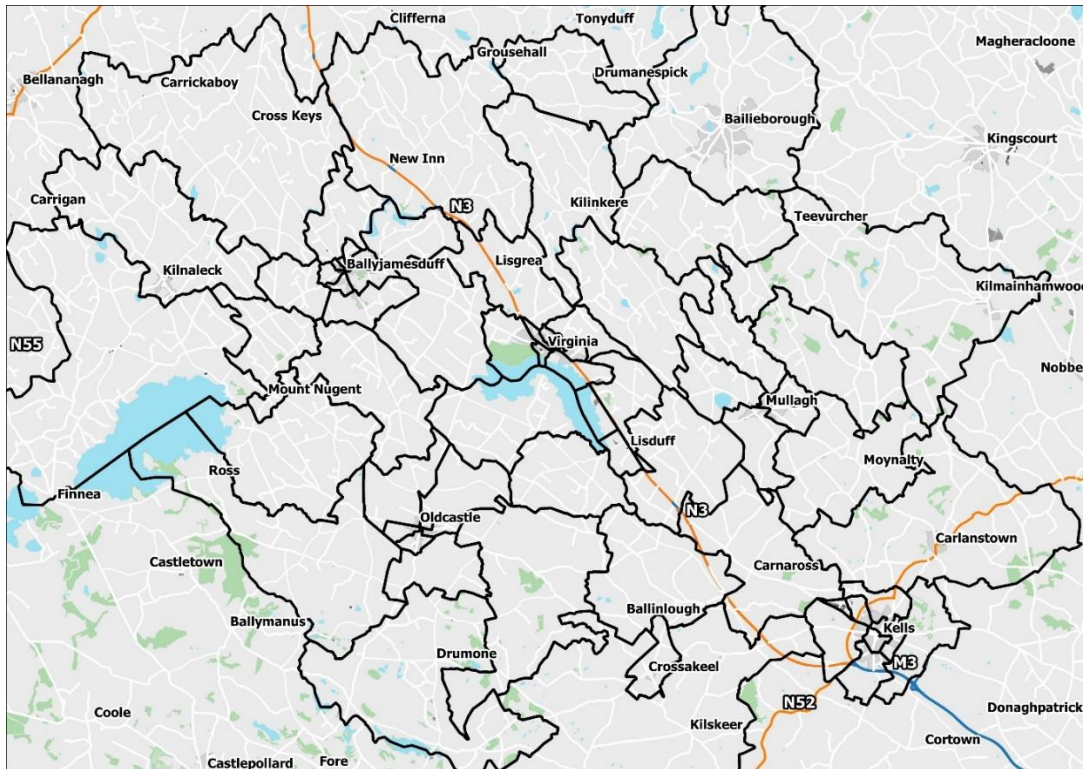 Clifferna
Tonyduff
Magheracloone
Grousehall
Bellananagh
Carrickaboy
Drumanespick
Cross Keys
Bailieborough
Kingscourt
New Inn
Carrigan
N3
Kilinkere
Teevurcher
Kilnaleck
Ballyjamesduff
Lisgrea
Kilmainhamwood
N55
Virginia
Nobbe
Mount Nugent
Mullagh
Lisduff
Moynalty
Ross
Finnea
Oldcastle
N3
Carlanstown
Castletown
Carnaross
Ballymanus
Ballinlough
Kells
Drumone
Crossakeel
M3
N52
Coole
Kilskeer
Donaghpatrick
Cortown
Castlepollard
Fore